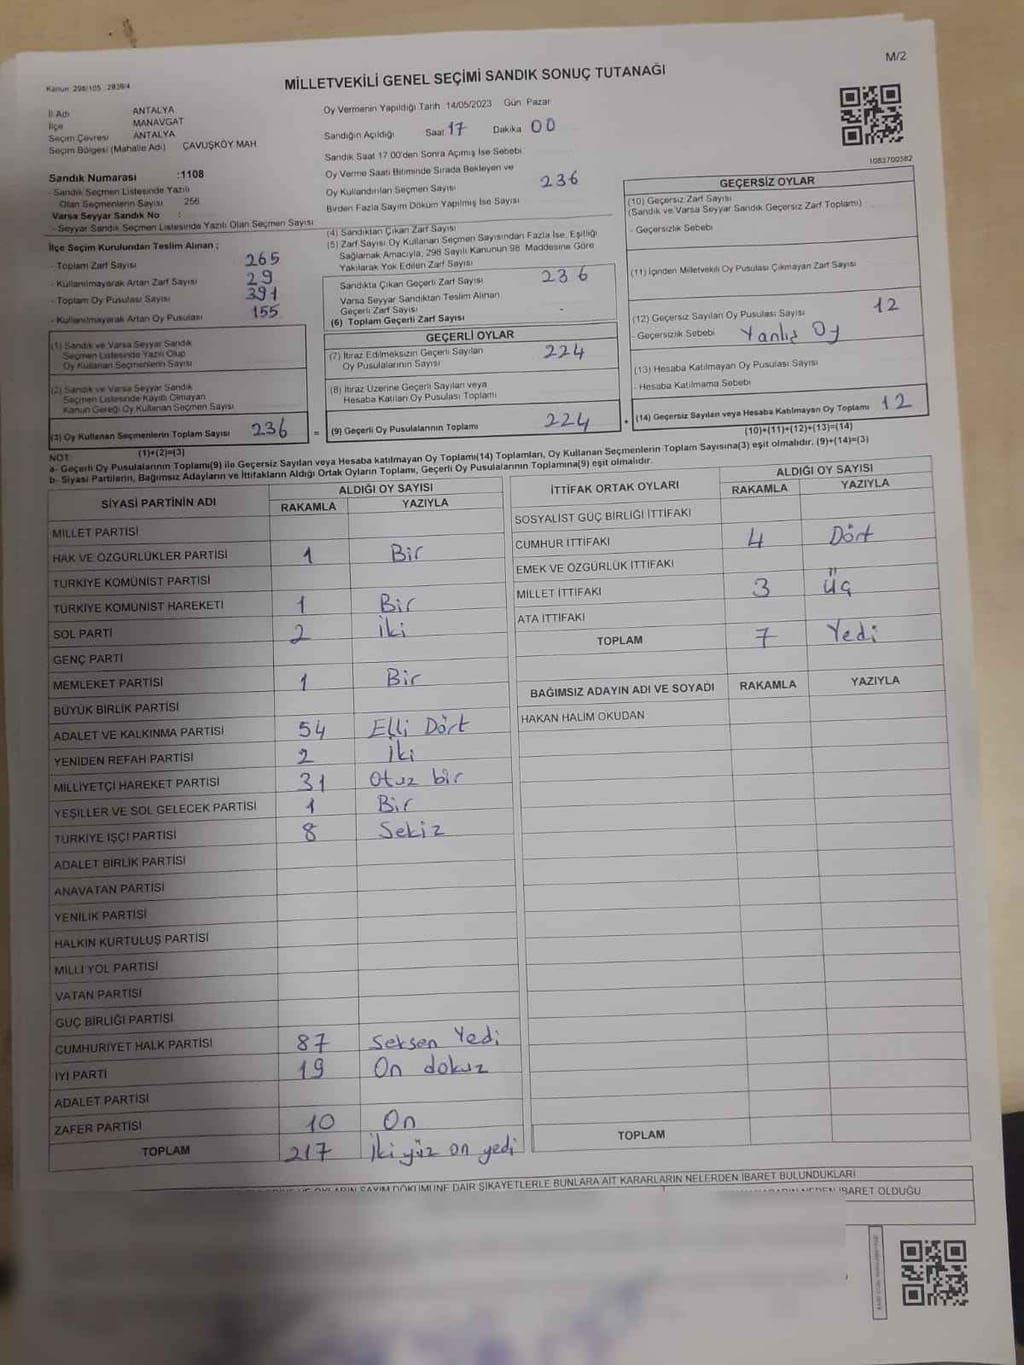 M/2
Kanun: 298/105 , 2839/4
MİLLETVEKİLİ GENEL SEÇİMİ SANDIK SONUÇ TUTANAĞI
İl Adı ANTALYA
İlçe MANAVGAT
Seçim Çevresi ANTALYA
Seçim Bölgesi (Mahalle Adı) ÇAVUŞKÖY MAH
Sandık Numarası :1108
- Sandık Seçmen Listesinde Yazılı
Olan Seçmenlerin Sayısı 256
Varsa Seyyar Sandık No :
- Seyyar Sandık Seçmen Listesinde Yazılı Olan Seçmen Sayısı
İlçe Seçim Kurulundan Teslim Alınan ;
- Toplam Zarf Sayısı 265
- Kullanılmayarak Artan Zarf Sayısı 29
- Toplam Oy Pusulası Sayısı 391
- Kullanılmayarak Artan Oy Pusulası 155
(1) Sandık ve Varsa Seyyar Sandık
Seçmen Listesinde Yazılı Olup
Oy Kullanan Seçmenlerin Sayısı
(2) Sandık ve Varsa Seyyar Sandık
Seçmen Listesinde Kayıtlı Olmayan
Kanun Gereği Oy Kullanan Seçmen Sayısı
(3) Oy Kullanan Seçmenlerin Toplam Sayısı 236
(1)+(2)=(3)
Oy Vermenin Yapıldığı Tarih :14/05/2023 Gün Pazar
Sandığın Açıldığı Saat 17 Dakika 00
Sandık Saat 17.00'den Sonra Açımış İse Sebebi
Oy Verme Saati Bitiminde Sırada Bekleyen ve
Oy Kullandırılan Seçmen Sayısı 236
Birden Fazla Sayım Döküm Yapılmış İse Sayısı
(4) Sandıktan Çıkan Zarf Sayısı
(5) Zarf Sayısı Oy Kullanan Seçmen Sayısından Fazla İse, Eşitliği
Sağlamak Amacıyla, 298 Sayılı Kanunun 98. Maddesine Göre
Yakılarak Yok Edilen Zarf Sayısı
Sandıkta Çıkan Geçerli Zarf Sayısı 236
Varsa Seyyar Sandıktan Teslim Alınan
Geçerli Zarf Sayısı -
(6) Toplam Geçerli Zarf Sayısı
GEÇERLİ OYLAR
(7) İtiraz Edilmeksizin Geçerli Sayılan
Oy Pusulalarının Sayısı 224
(8) İtiraz Üzerine Geçerli Sayılan veya
Hesaba Katılan Oy Pusulası Toplamı
= (9) Geçerli Oy Pusulalarının Toplamı 224
1083700382
GEÇERSİZ OYLAR
(10) Geçersiz Zarf Sayısı
(Sandık ve Varsa Seyyar Sandık Geçersiz Zarf Toplamı)
- Geçersizlik Sebebi
(11) İçinden Milletvekili Oy Pusulası Çıkmayan Zarf Sayısı
(12) Geçersiz Sayılan Oy Pusulası Sayısı 12
- Geçersizlik Sebebi Yanlış Oy
(13) Hesaba Katılmayan Oy Pusulası Sayısı
- Hesaba Katılmama Sebebi
+ (14) Geçersiz Sayılan veya Hesaba Katılmayan Oy Toplamı 12
(10)+(11)+(12)+(13)=(14)
NOT:
a- Geçerli Oy Pusulalarının Toplamı(9) ile Geçersiz Sayılan veya Hesaba katılmayan Oy Toplamı(14) Toplamları, Oy Kullanan Seçmenlerin Toplam Sayısına(3) eşit olmalıdır. (9)+(14)=(3)
b- Siyasi Partilerin, Bağımsız Adayların ve İttifakların Aldığı Ortak Oyların Toplamı, Geçerli Oy Pusulalarının Toplamına(9) eşit olmalıdır.
SİYASİ PARTİNİN ADI ALDIĞI OY SAYISI
RAKAMLA YAZIYLA
MİLLET PARTİSİ
HAK VE ÖZGÜRLÜKLER PARTİSİ 1 Bir
TÜRKİYE KOMÜNİST PARTİSİ
TÜRKİYE KOMÜNİST HAREKETİ 1 Bir
SOL PARTİ 2 İki
GENÇ PARTİ
MEMLEKET PARTİSİ 1 Bir
BÜYÜK BİRLİK PARTİSİ
ADALET VE KALKINMA PARTİSİ 54 Elli Dört
YENİDEN REFAH PARTİSİ 2 İki
MİLLİYETÇİ HAREKET PARTİSİ 31 Otuz bir
YEŞİLLER VE SOL GELECEK PARTİSİ 1 Bir
TÜRKİYE İŞÇİ PARTİSİ 8 Sekiz
ADALET BİRLİK PARTİSİ
ANAVATAN PARTİSİ
YENİLİK PARTİSİ
HALKIN KURTULUŞ PARTİSİ
MİLLİ YOL PARTİSİ
VATAN PARTİSİ
GÜÇ BİRLİĞİ PARTİSİ
CUMHURİYET HALK PARTİSİ 87 Seksen Yedi
İYİ PARTİ 19 On dokuz
ADALET PARTİSİ
ZAFER PARTİSİ 10 On
TOPLAM 217 İki yüz on yedi
İTTİFAK ORTAK OYLARI ALDIĞI OY SAYISI
RAKAMLA YAZIYLA
SOSYALİST GÜÇ BİRLİĞİ İTTİFAKI
CUMHUR İTTİFAKI 4 Dört
EMEK VE ÖZGÜRLÜK İTTİFAKI
MİLLET İTTİFAKI 3 Üç
ATA İTTİFAKI
TOPLAM 7 Yedi
BAĞIMSIZ ADAYIN ADI VE SOYADI RAKAMLA YAZIYLA
HAKAN HALİM OKUDAN
TOPLAM
OYLARIN SAYIM DÖKÜMÜNE DAİR ŞİKAYETLERLE BUNLARA AİT KARARLARIN NELERDEN İBARET BULUNDUKLARI
NEDEN İBARET OLDUĞU